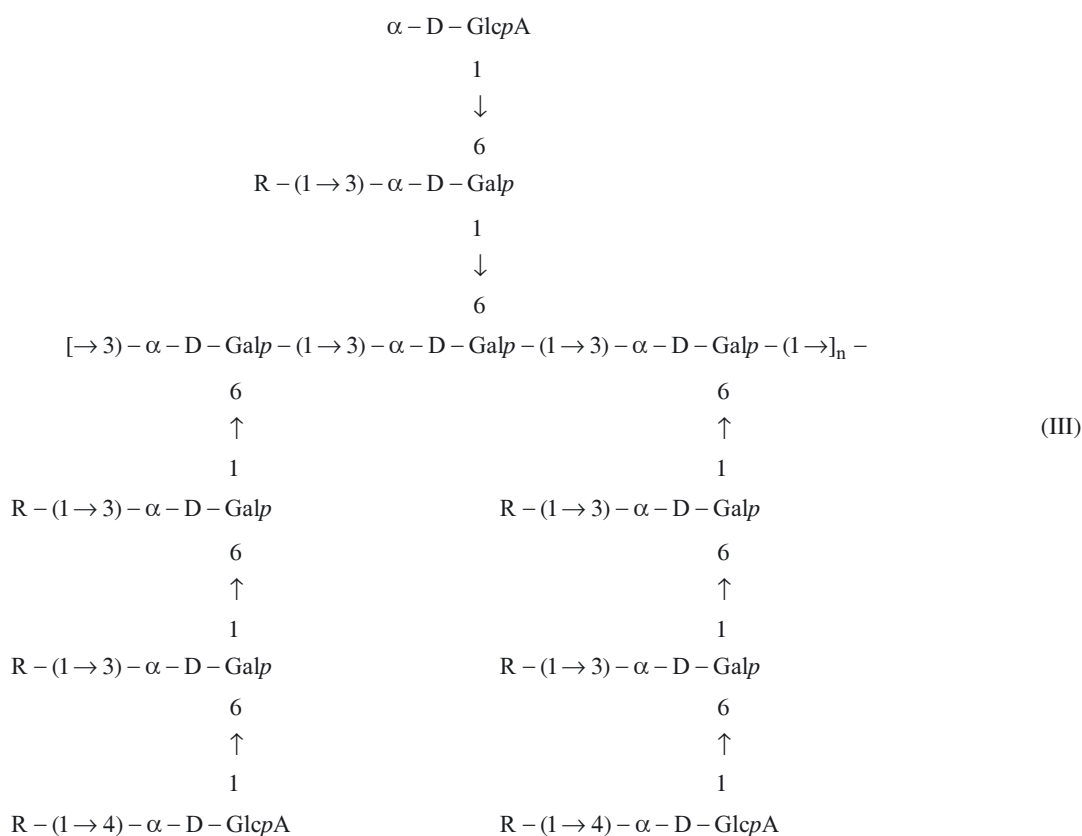 α – D – GlcpA
1
↓
6
R – (1 → 3) – α – D – Galp
1
↓
6
[→ 3) – α – D – Galp – (1 → 3) – α – D – Galp – (1 → 3) – α – D – Galp – (1 →]n –
6 6
↑ ↑ (III)
1 1
R – (1 → 3) – α – D – Galp R – (1 → 3) – α – D – Galp
6 6
↑ ↑
1 1
R – (1 → 3) – α – D – Galp R – (1 → 3) – α – D – Galp
6 6
↑ ↑
1 1
R – (1 → 4) – α – D – GlcpA R – (1 → 4) – α – D – GlcpA